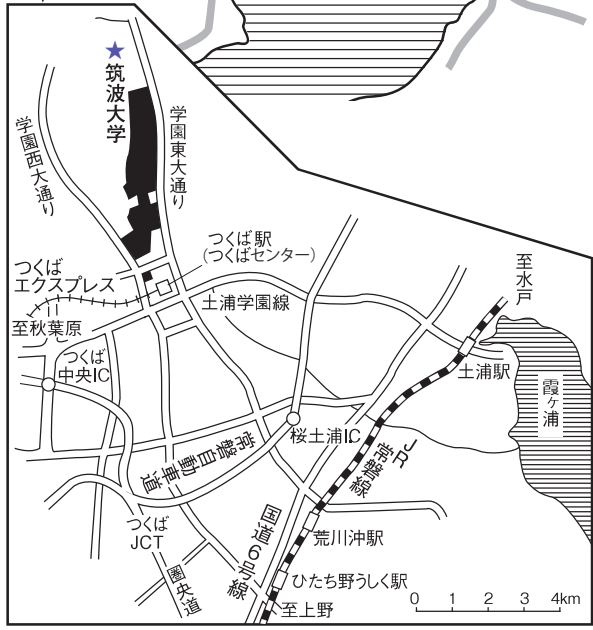 ★
筑波大学
学園西大通り
学園東大通り
つくば駅
（つくばセンター）
つくば
エクスプレス
至秋葉原
土浦学園線
至水戸
つくば
中央IC
土浦駅
霞ヶ浦
桜土浦IC
常磐自動車道
JR
常磐線
つくば
JCT
国道6号線
荒川沖駅
ひたち野うしく駅
圏央道
至上野
0 1 2 3 4km